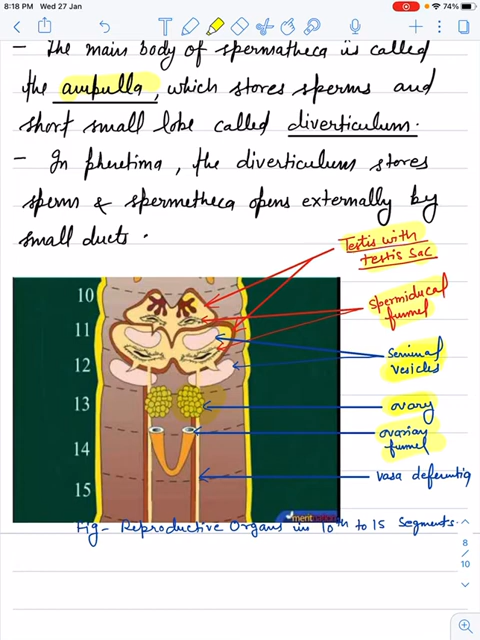 8:18 PM Wed 27 Jan
74%
- The main body of spermatheca is called
the ampulla, which stores sperms and
short small lobe called diverticulum.
- In pheretima, the diverticulum stores
sperm & spermetheca opens externally by
small ducts.
Testis with
testis sac
10
spermiducal
funnel
11
seminal
vesicles
12
13
ovary
ovarian
funnel
14
vasa deferentia
15
meritnation
Fig- Reproductive Organs in 10th to 15 Segments.
8
/
10